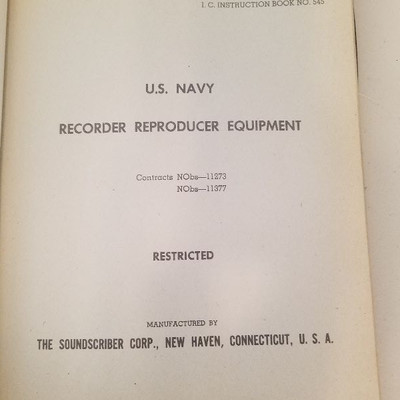 I. C. INSTRUCTION BOOK NO. 545
U.S. NAVY
RECORDER REPRODUCER EQUIPMENT
Contracts NObs—11273
NObs—11377
RESTRICTED
MANUFACTURED BY
THE SOUNDSCRIBER CORP., NEW HAVEN, CONNECTICUT, U. S. A.